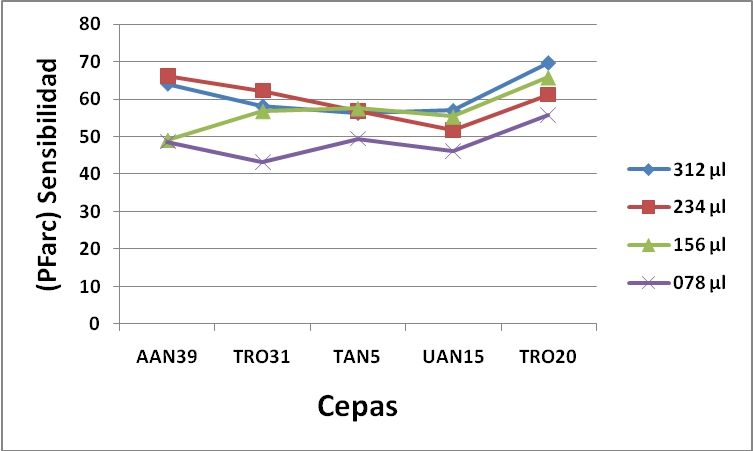 80
70
60
50
40
30
20
10
0
(PFarc) Sensibilidad
AAN39 TRO31 TAN5 UAN15 TRO20
Cepas
312 µl
234 µl
156 µl
078 µl